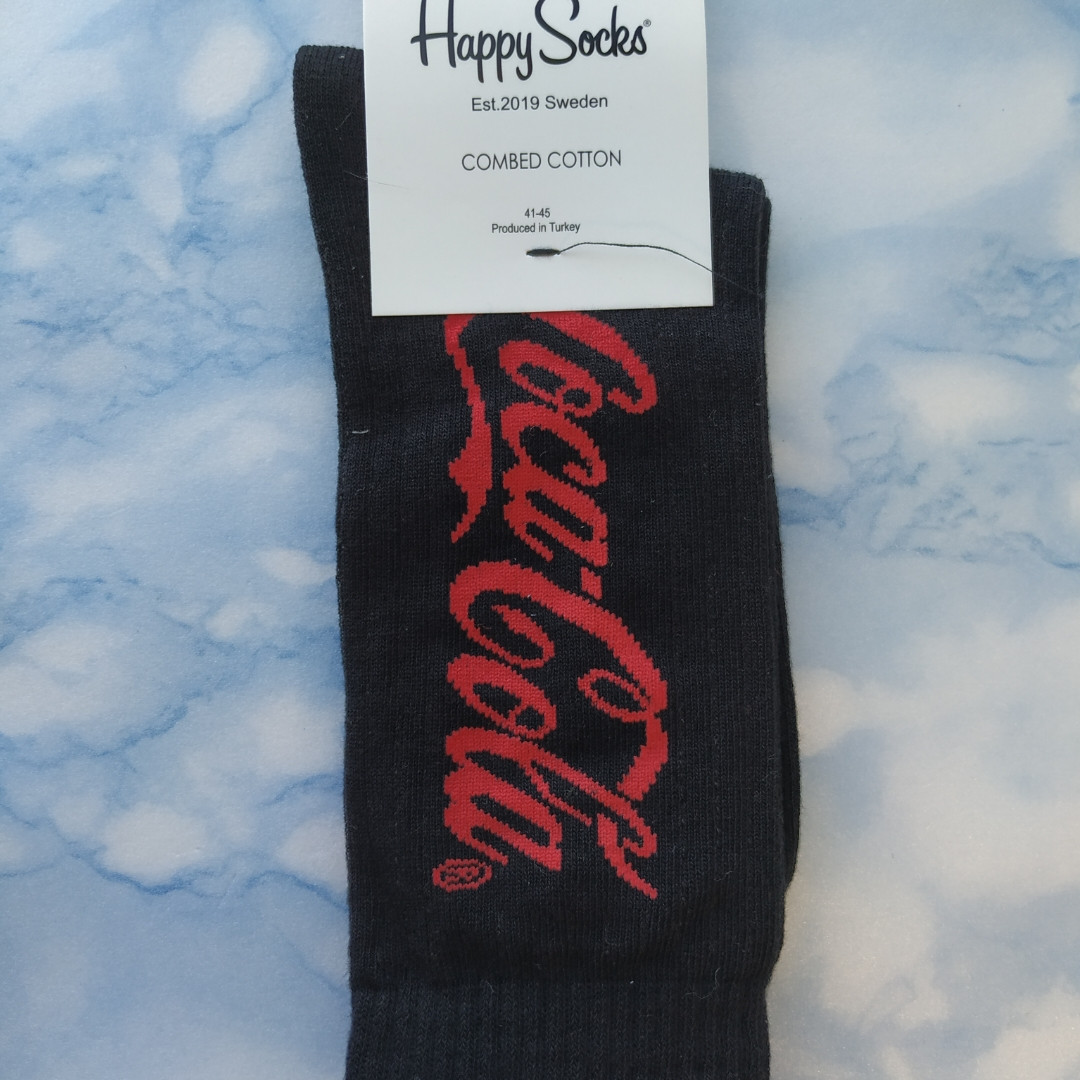 Happy Socks®
Est.2019 Sweden
COMBED COTTON
41-45
Produced in Turkey
Coca-Cola®